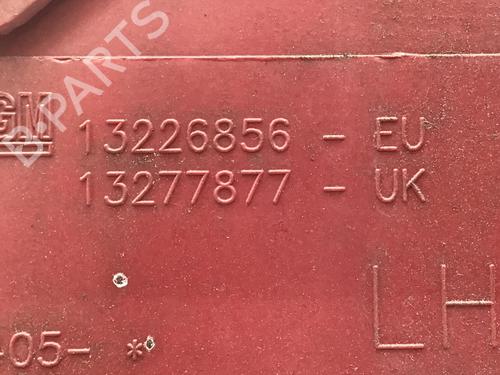 GM 13226856 - EU
13277877 - UK
LH
-05- *
B-PARTS